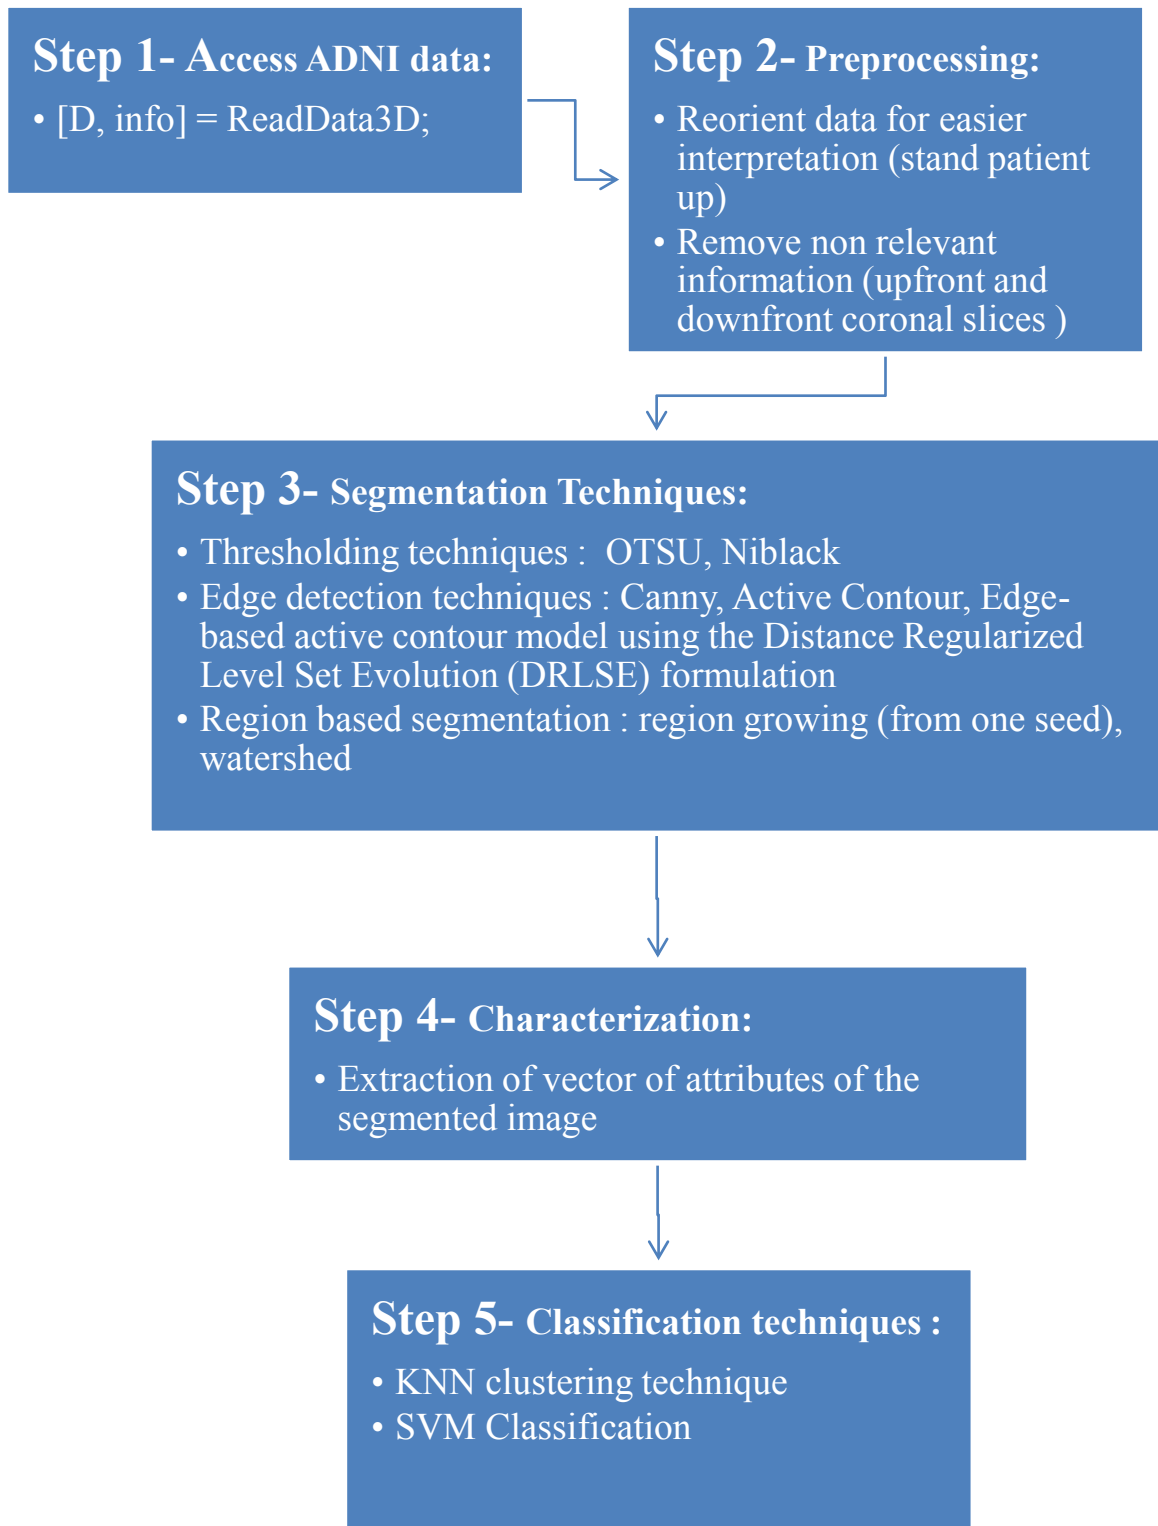 Step 1- Access ADNI data:
• [D, info] = ReadData3D;
Step 2- Preprocessing:
• Reorient data for easier
interpretation (stand patient
up)
• Remove non relevant
information (upfront and
downfront coronal slices )
Step 3- Segmentation Techniques:
• Thresholding techniques :  OTSU, Niblack
• Edge detection techniques : Canny, Active Contour, Edge-
based active contour model using the Distance Regularized
Level Set Evolution (DRLSE) formulation
• Region based segmentation : region growing (from one seed),
watershed
Step 4- Characterization:
• Extraction of vector of attributes of the
segmented image
Step 5- Classification techniques :
• KNN clustering technique
• SVM Classification